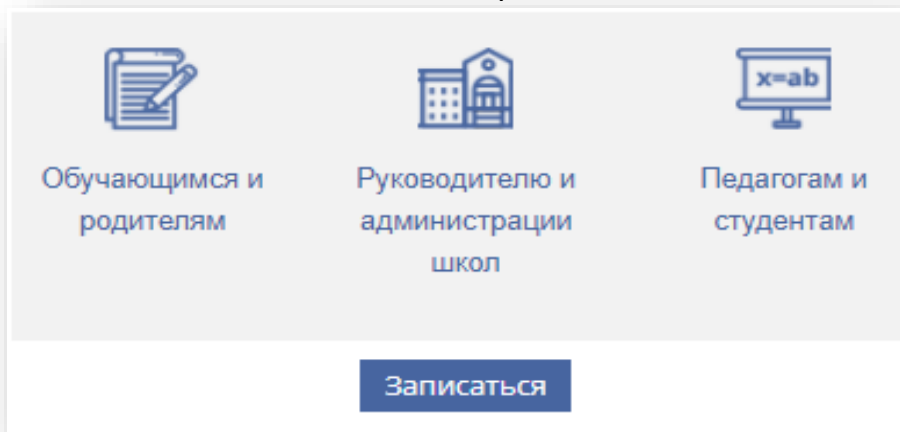 x=ab
Обучающимся и
родителям
Руководителю и
администрации
школ
Педагогам и
студентам
Записаться